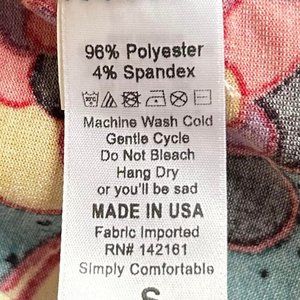 96% Polyester
4% Spandex
Machine Wash Cold
Gentle Cycle
Do Not Bleach
Hang Dry
or you'll be sad
MADE IN USA
Fabric Imported
RN# 142161
Simply Comfortable
S